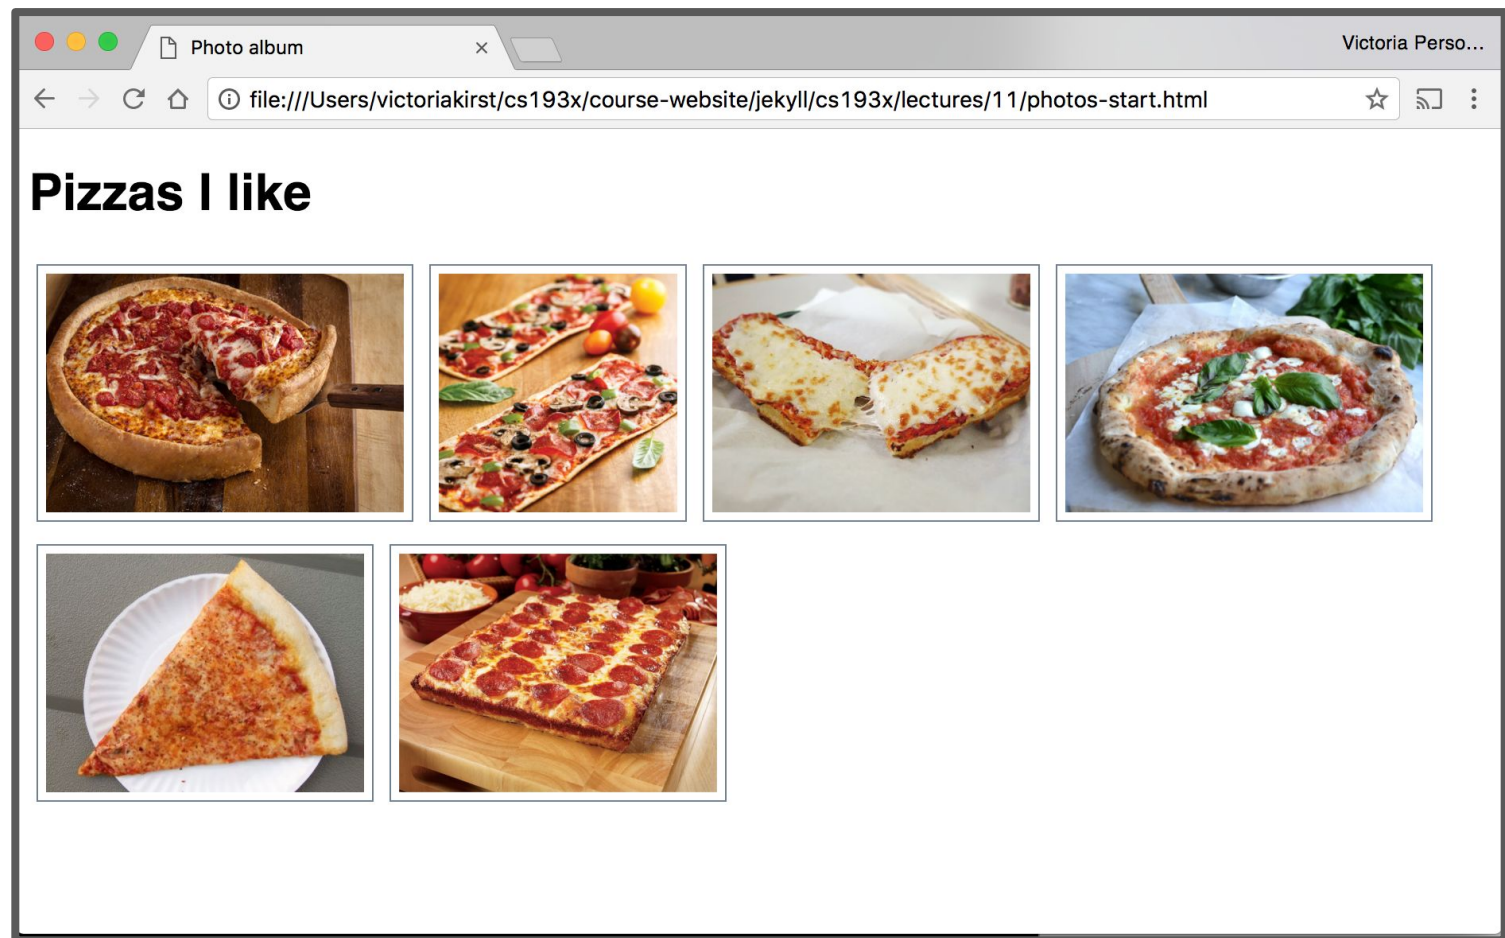 Photo album
Victoria Perso...
file:///Users/victoriakirst/cs193x/course-website/jekyll/cs193x/lectures/11/photos-start.html
Pizzas I like